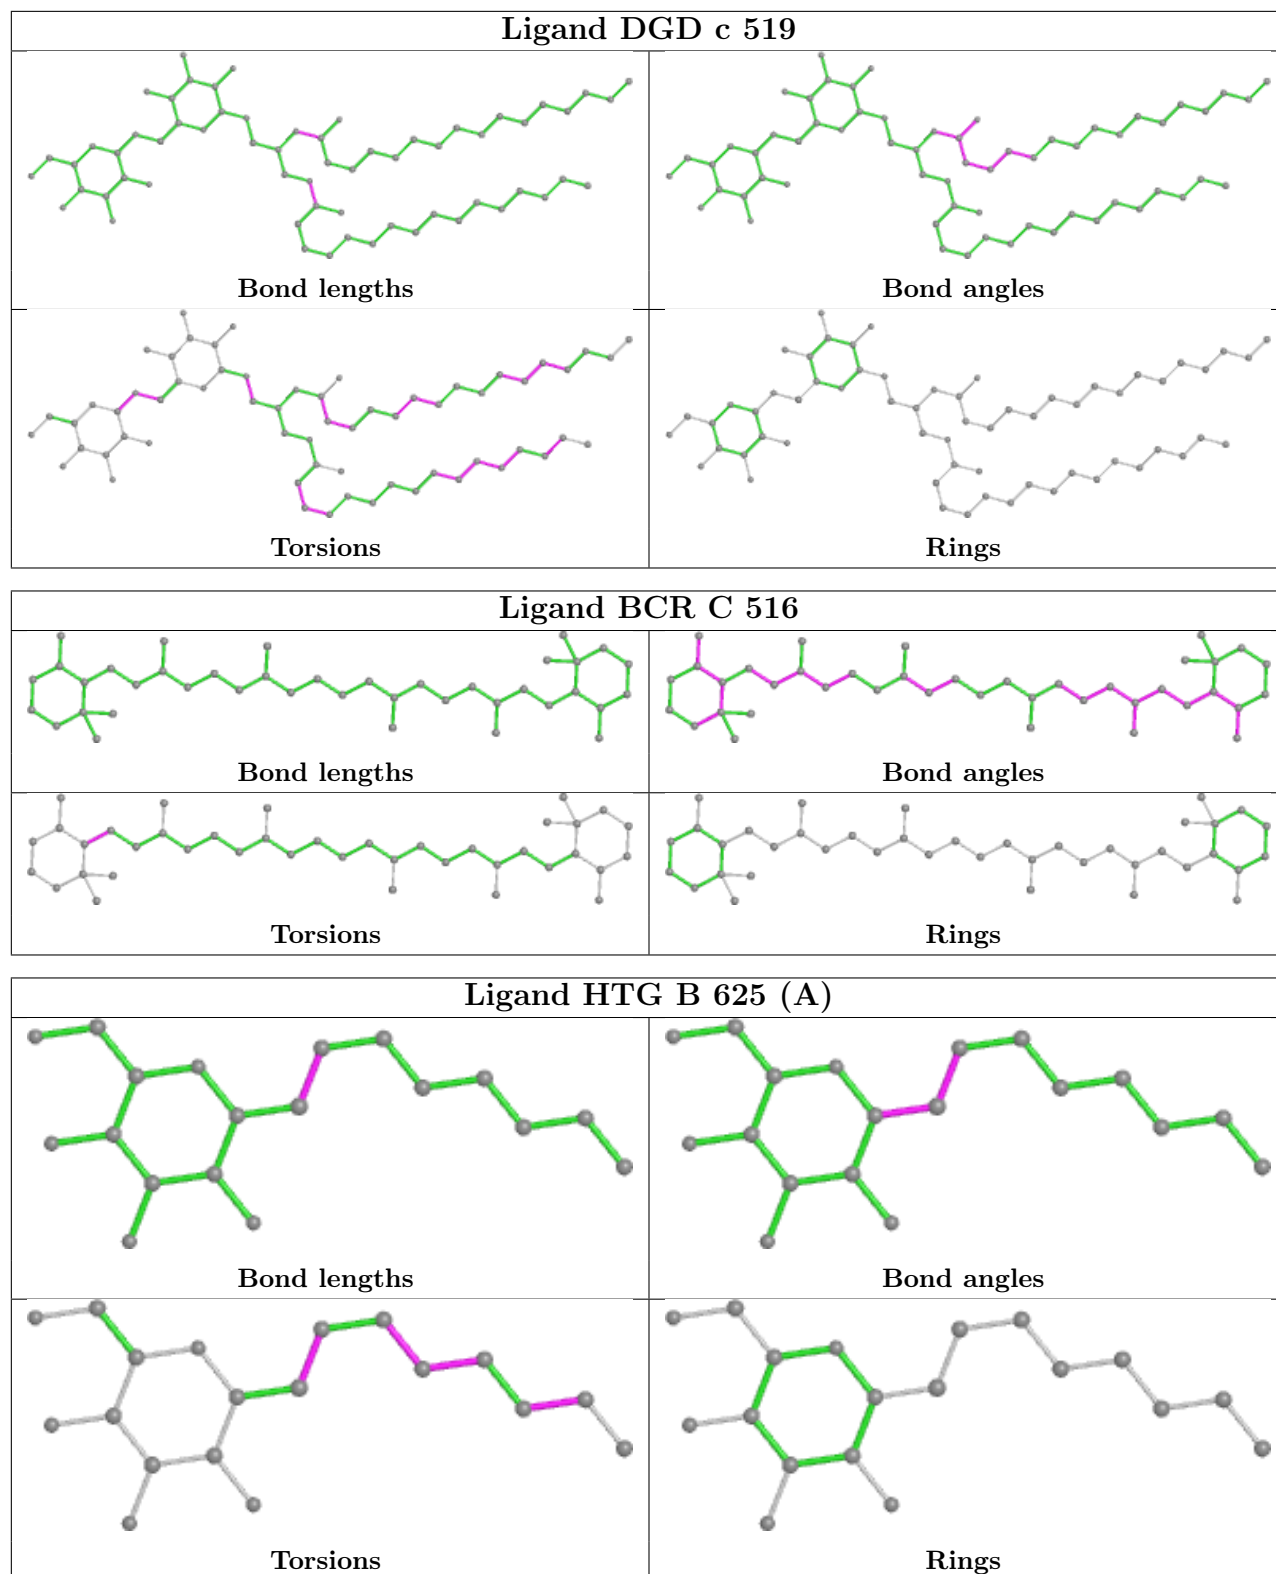 Ligand DGD c 519
Bond lengths
Bond angles
Torsions
Rings
Ligand BCR C 516
Bond lengths
Bond angles
Torsions
Rings
Ligand HTG B 625 (A)
Bond lengths
Bond angles
Torsions
Rings